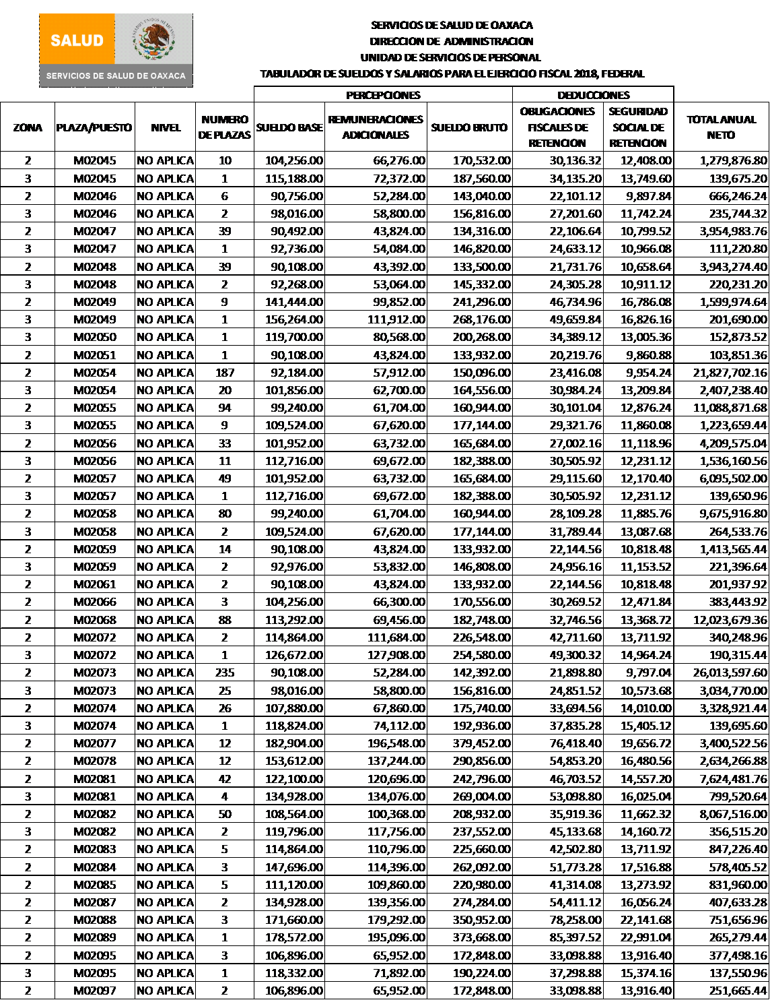 SALUD
ESTADOS UNIDOS MEXICANOS
SERVICIOS DE SALUD DE OAXACA
SERVICIOS DE SALUD DE OAXACA
DIRECCION DE ADMINISTRACION
UNIDAD DE SERVICIOS DE PERSONAL
TABULADOR DE SUELDOS Y SALARIOS PARA EL EJERCICIO FISCAL 2018, FEDERAL
PERCEPCIONES DEDUCCIONES
ZONA PLAZA/PUESTO NIVEL NUMERO DE PLAZAS SUELDO BASE REMUNERACIONES ADICIONALES SUELDO BRUTO OBLIGACIONES FISCALES DE RETENCION SEGURIDAD SOCIAL DE RETENCION TOTAL ANUAL NETO
2 M02045 NO APLICA 10 104,256.00 66,276.00 170,532.00 30,136.32 12,408.00 1,279,876.80
3 M02045 NO APLICA 1 115,188.00 72,372.00 187,560.00 34,135.20 13,749.60 139,675.20
2 M02046 NO APLICA 6 90,756.00 52,284.00 143,040.00 22,101.12 9,897.84 666,246.24
3 M02046 NO APLICA 2 98,016.00 58,800.00 156,816.00 27,201.60 11,742.24 235,744.32
2 M02047 NO APLICA 39 90,492.00 43,824.00 134,316.00 22,106.64 10,799.52 3,954,983.76
3 M02047 NO APLICA 1 92,736.00 54,084.00 146,820.00 24,633.12 10,966.08 111,220.80
2 M02048 NO APLICA 39 90,108.00 43,392.00 133,500.00 21,731.76 10,658.64 3,943,274.40
3 M02048 NO APLICA 2 92,268.00 53,064.00 145,332.00 24,305.28 10,911.12 220,231.20
2 M02049 NO APLICA 9 141,444.00 99,852.00 241,296.00 46,734.96 16,786.08 1,599,974.64
3 M02049 NO APLICA 1 156,264.00 111,912.00 268,176.00 49,659.84 16,826.16 201,690.00
3 M02050 NO APLICA 1 119,700.00 80,568.00 200,268.00 34,389.12 13,005.36 152,873.52
2 M02051 NO APLICA 1 90,108.00 43,824.00 133,932.00 20,219.76 9,860.88 103,851.36
2 M02054 NO APLICA 187 92,184.00 57,912.00 150,096.00 23,416.08 9,954.24 21,827,702.16
3 M02054 NO APLICA 20 101,856.00 62,700.00 164,556.00 30,984.24 13,209.84 2,407,238.40
2 M02055 NO APLICA 94 99,240.00 61,704.00 160,944.00 30,101.04 12,876.24 11,088,871.68
3 M02055 NO APLICA 9 109,524.00 67,620.00 177,144.00 29,321.76 11,860.08 1,223,659.44
2 M02056 NO APLICA 33 101,952.00 63,732.00 165,684.00 27,002.16 11,118.96 4,209,575.04
3 M02056 NO APLICA 11 112,716.00 69,672.00 182,388.00 30,505.92 12,231.12 1,536,160.56
2 M02057 NO APLICA 49 101,952.00 63,732.00 165,684.00 29,115.60 12,170.40 6,095,502.00
3 M02057 NO APLICA 1 112,716.00 69,672.00 182,388.00 30,505.92 12,231.12 139,650.96
2 M02058 NO APLICA 80 99,240.00 61,704.00 160,944.00 28,109.28 11,885.76 9,675,916.80
3 M02058 NO APLICA 2 109,524.00 67,620.00 177,144.00 31,789.44 13,087.68 264,533.76
2 M02059 NO APLICA 14 90,108.00 43,824.00 133,932.00 22,144.56 10,818.48 1,413,565.44
3 M02059 NO APLICA 2 92,976.00 53,832.00 146,808.00 24,956.16 11,153.52 221,396.64
2 M02061 NO APLICA 2 90,108.00 43,824.00 133,932.00 22,144.56 10,818.48 201,937.92
2 M02066 NO APLICA 3 104,256.00 66,300.00 170,556.00 30,269.52 12,471.84 383,443.92
2 M02068 NO APLICA 88 113,292.00 69,456.00 182,748.00 32,746.56 13,368.72 12,023,679.36
2 M02072 NO APLICA 2 114,864.00 111,684.00 226,548.00 42,711.60 13,711.92 340,248.96
3 M02072 NO APLICA 1 126,672.00 127,908.00 254,580.00 49,300.32 14,964.24 190,315.44
2 M02073 NO APLICA 235 90,108.00 52,284.00 142,392.00 21,898.80 9,797.04 26,013,597.60
3 M02073 NO APLICA 25 98,016.00 58,800.00 156,816.00 24,851.52 10,573.68 3,034,770.00
2 M02074 NO APLICA 26 107,880.00 67,860.00 175,740.00 33,694.56 14,010.00 3,328,921.44
3 M02074 NO APLICA 1 118,824.00 74,112.00 192,936.00 37,835.28 15,405.12 139,695.60
2 M02077 NO APLICA 12 182,904.00 196,548.00 379,452.00 76,418.40 19,656.72 3,400,522.56
2 M02078 NO APLICA 12 153,612.00 137,244.00 290,856.00 54,853.20 16,480.56 2,634,266.88
2 M02081 NO APLICA 42 122,100.00 120,696.00 242,796.00 46,703.52 14,557.20 7,624,481.76
3 M02081 NO APLICA 4 134,928.00 134,076.00 269,004.00 53,098.80 16,025.04 799,520.64
2 M02082 NO APLICA 50 108,564.00 100,368.00 208,932.00 35,919.36 11,662.32 8,067,516.00
3 M02082 NO APLICA 2 119,796.00 117,756.00 237,552.00 45,133.68 14,160.72 356,515.20
2 M02083 NO APLICA 5 114,864.00 110,796.00 225,660.00 42,502.80 13,711.92 847,226.40
2 M02084 NO APLICA 3 147,696.00 114,396.00 262,092.00 51,773.28 17,516.88 578,405.52
2 M02085 NO APLICA 5 111,120.00 109,860.00 220,980.00 41,314.08 13,273.92 831,960.00
2 M02087 NO APLICA 2 134,928.00 139,356.00 274,284.00 54,411.12 16,056.24 407,633.28
2 M02088 NO APLICA 3 171,660.00 179,292.00 350,952.00 78,258.00 22,141.68 751,656.96
2 M02089 NO APLICA 1 178,572.00 195,096.00 373,668.00 85,397.52 22,991.04 265,279.44
2 M02095 NO APLICA 3 106,896.00 65,952.00 172,848.00 33,098.88 13,916.40 377,498.16
3 M02095 NO APLICA 1 118,332.00 71,892.00 190,224.00 37,298.88 15,374.16 137,550.96
2 M02097 NO APLICA 2 106,896.00 65,952.00 172,848.00 33,098.88 13,916.40 251,665.44